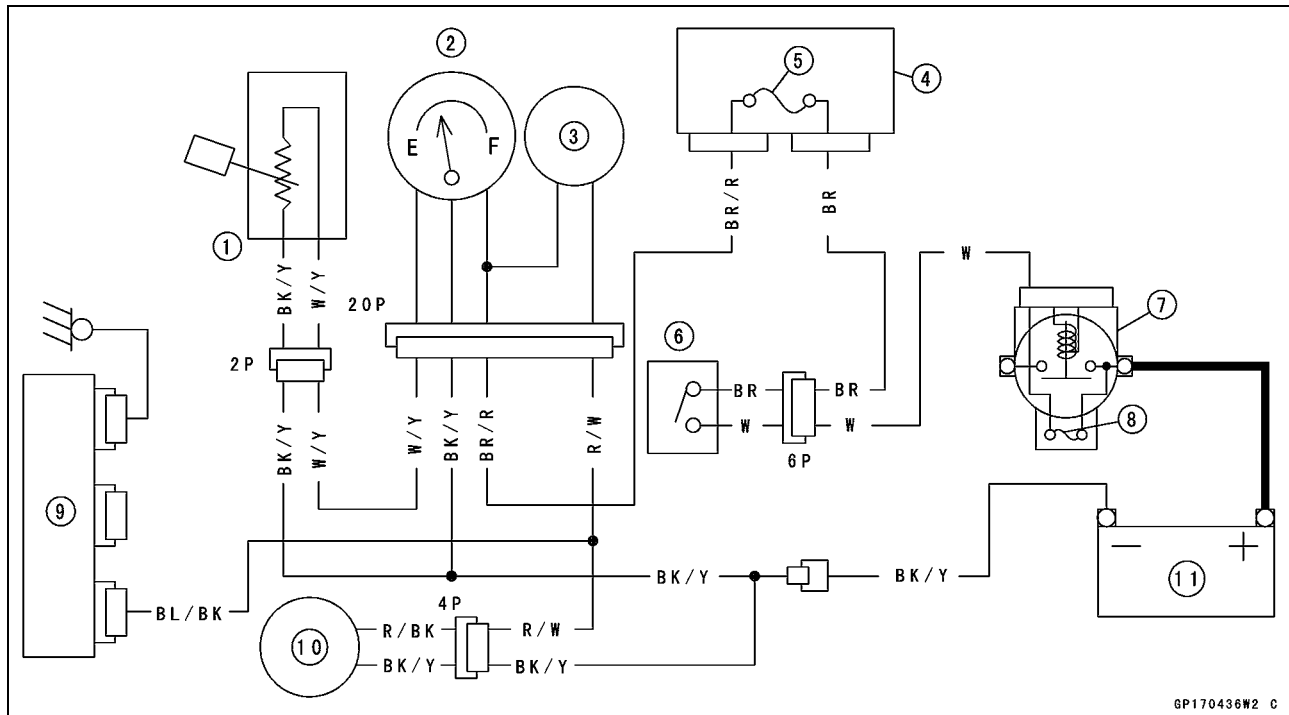 2
5
4
3
E F
1
BK/Y
W/Y
20P
BR/R
BR
W
7
6
2P
BR
BR
W
W
8
6P
BK/Y
W/Y
W/Y
BK/Y
BR/R
R/W
9
BK/Y
BK/Y
− +
11
BL/BK
4P
R/BK
R/W
10
BK/Y
BK/Y
GP170436W2 C